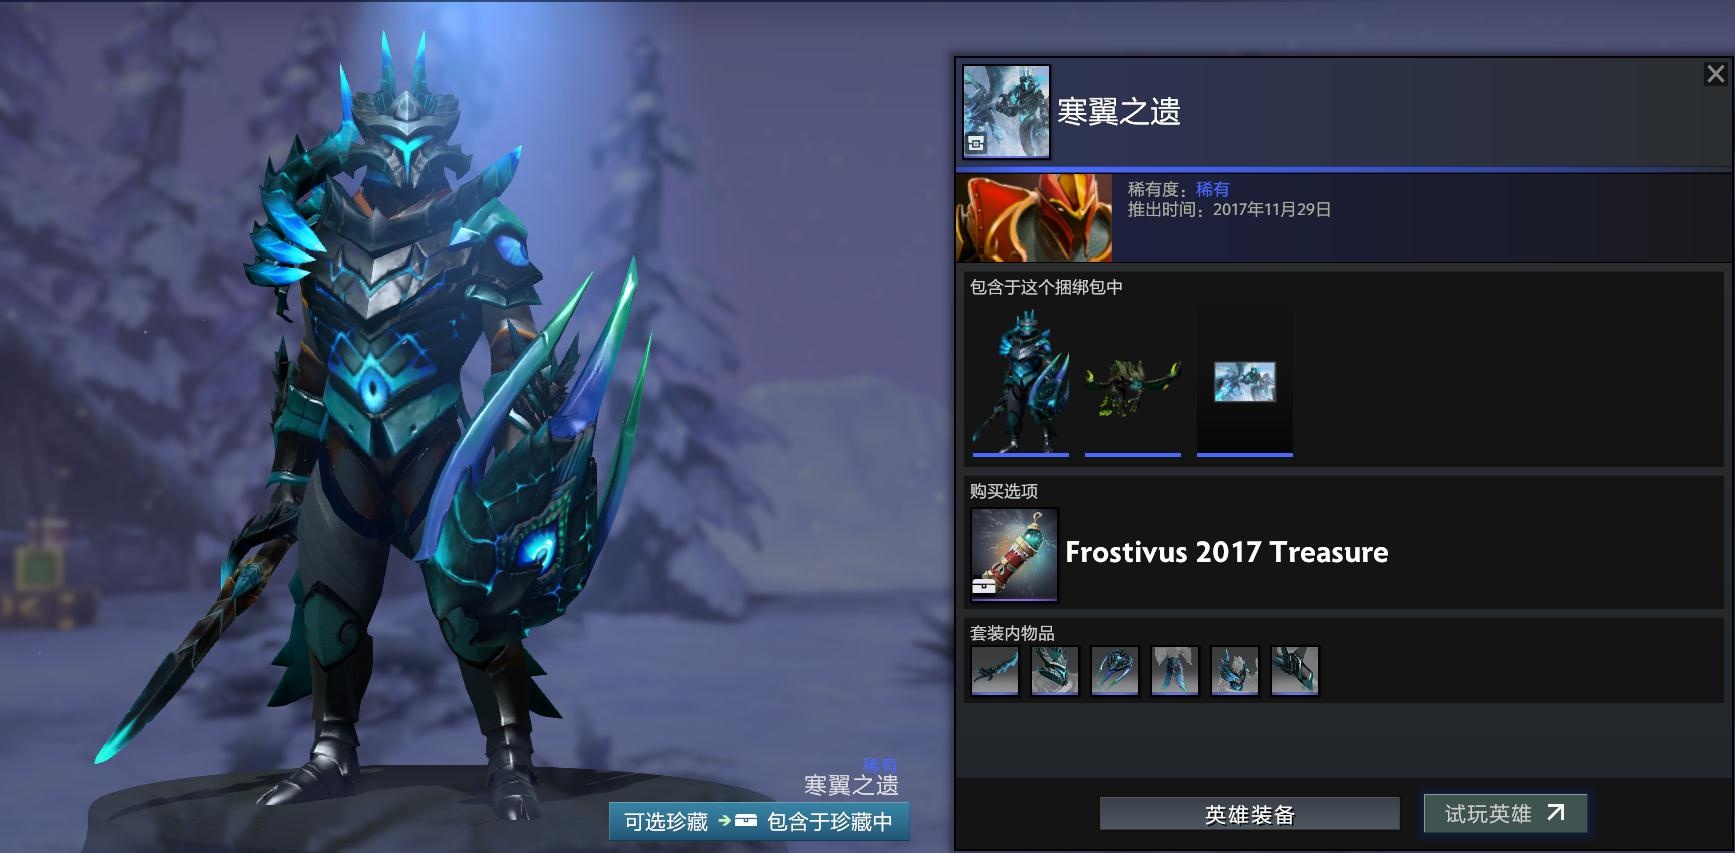 寒翼之遗
稀有度：稀有
推出时间：2017年11月29日
包含于这个捆绑包中
购买选项
Frostivus 2017 Treasure
套装内物品
稀有
寒翼之遗
可选珍藏 包含于珍藏中
英雄装备
试玩英雄